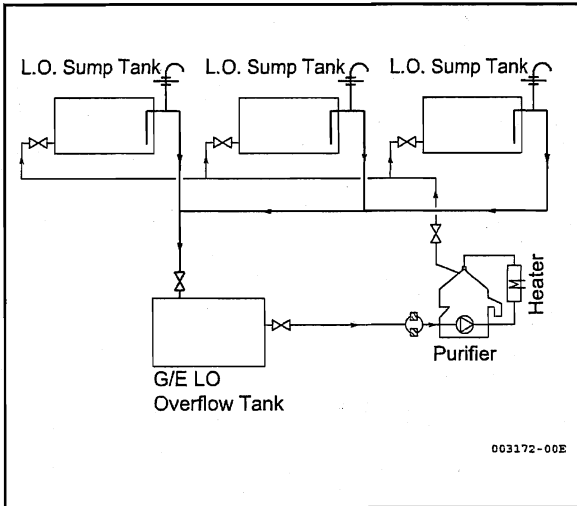 L.O. Sump Tank L.O. Sump Tank L.O. Sump Tank
Heater
Purifier
G/E LO
Overflow Tank
003172-00E